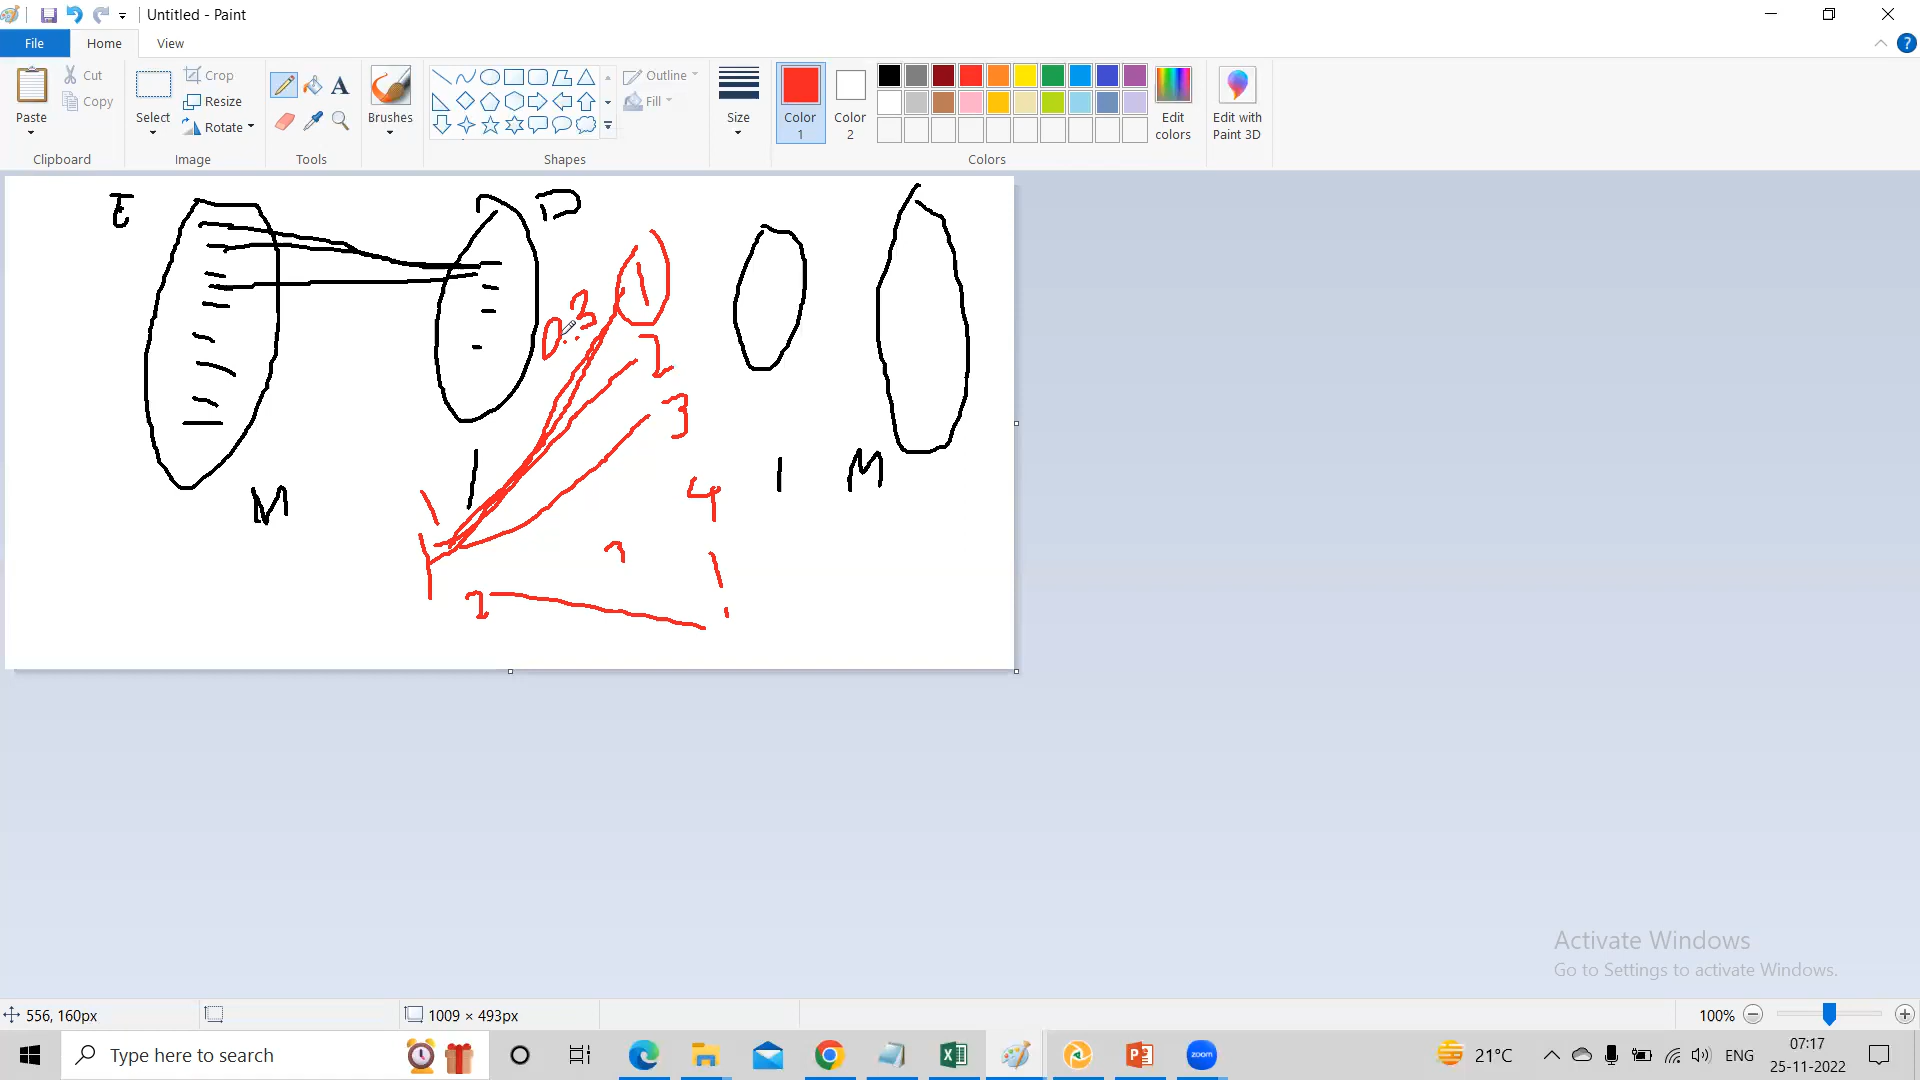 Untitled - Paint
File
Home
View
Paste
Cut
Copy
Clipboard
Select
Crop
Resize
Rotate
Image
Tools
Brushes
Shapes
Outline
Fill
Size
Color 1
Color 2
Colors
Edit colors
Edit with Paint 3D
E
D
1
0.3
2
3
4
M
1
1
M
1
2
Activate Windows
Go to Settings to activate Windows.
556, 160px
1009 × 493px
100%
Type here to search
zoom
21°C
ENG
07:17
25-11-2022